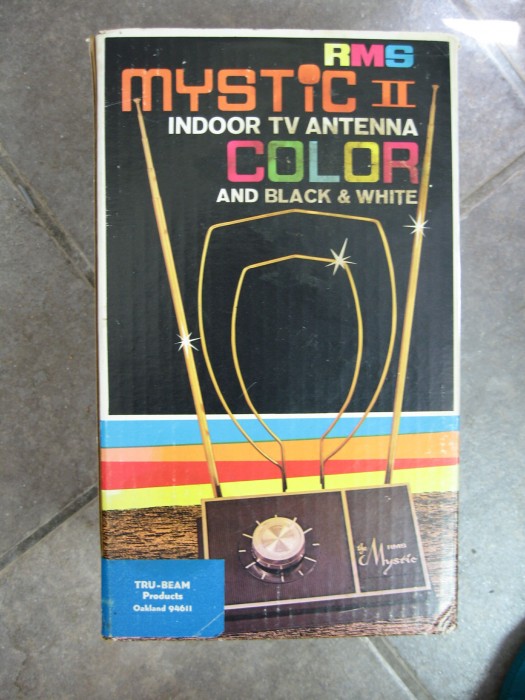 RMS
MYSTIC II
INDOOR TV ANTENNA
COLOR
AND BLACK & WHITE
the RMS
Mystic
TRU-BEAM
Products
Oakland 94611